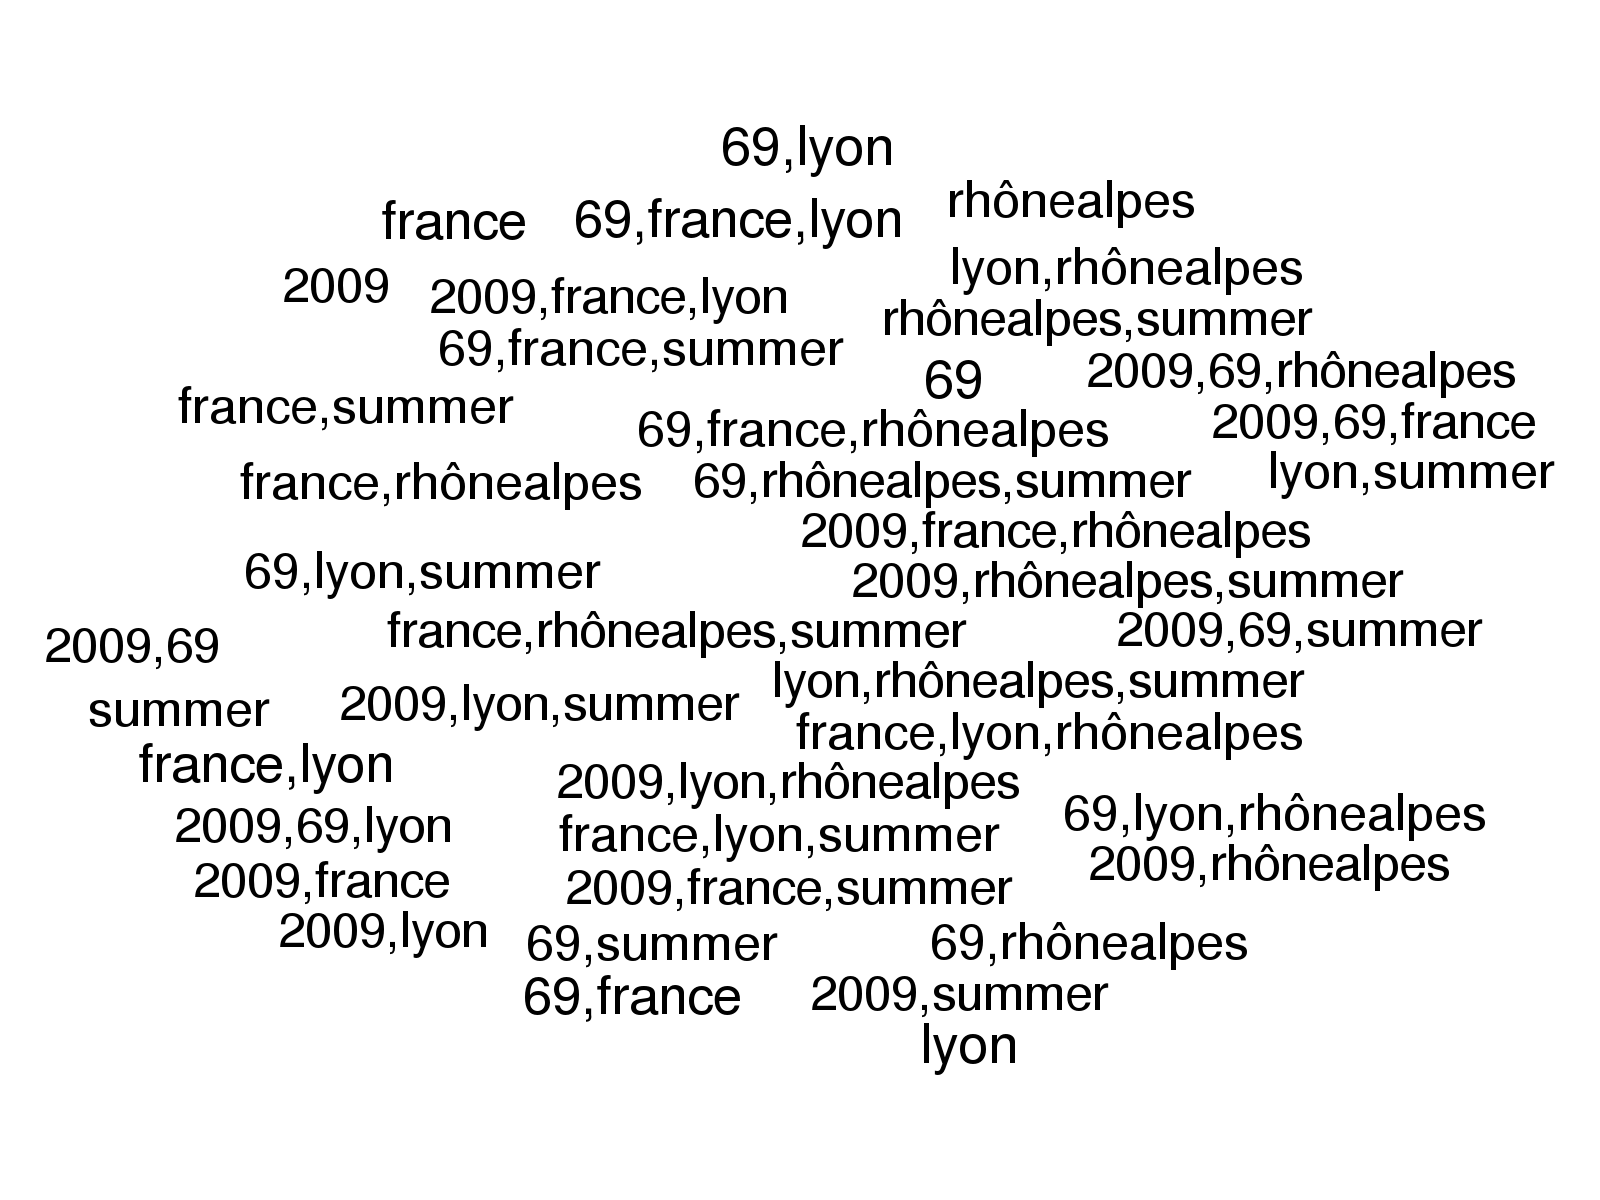 69,lyon
rhônealpes
france
69,france,lyon
lyon,rhônealpes
2009
2009,france,lyon
rhônealpes,summer
69,france,summer
69
2009,69,rhônealpes
france,summer
69,france,rhônealpes
2009,69,france
france,rhônealpes
69,rhônealpes,summer
lyon,summer
2009,france,rhônealpes
69,lyon,summer
2009,rhônealpes,summer
2009,69
france,rhônealpes,summer
2009,69,summer
lyon,rhônealpes,summer
summer
2009,lyon,summer
france,lyon,rhônealpes
france,lyon
2009,lyon,rhônealpes
69,lyon,rhônealpes
2009,69,lyon
france,lyon,summer
2009,rhônealpes
2009,france
2009,france,summer
2009,lyon
69,summer
69,rhônealpes
69,france
2009,summer
lyon